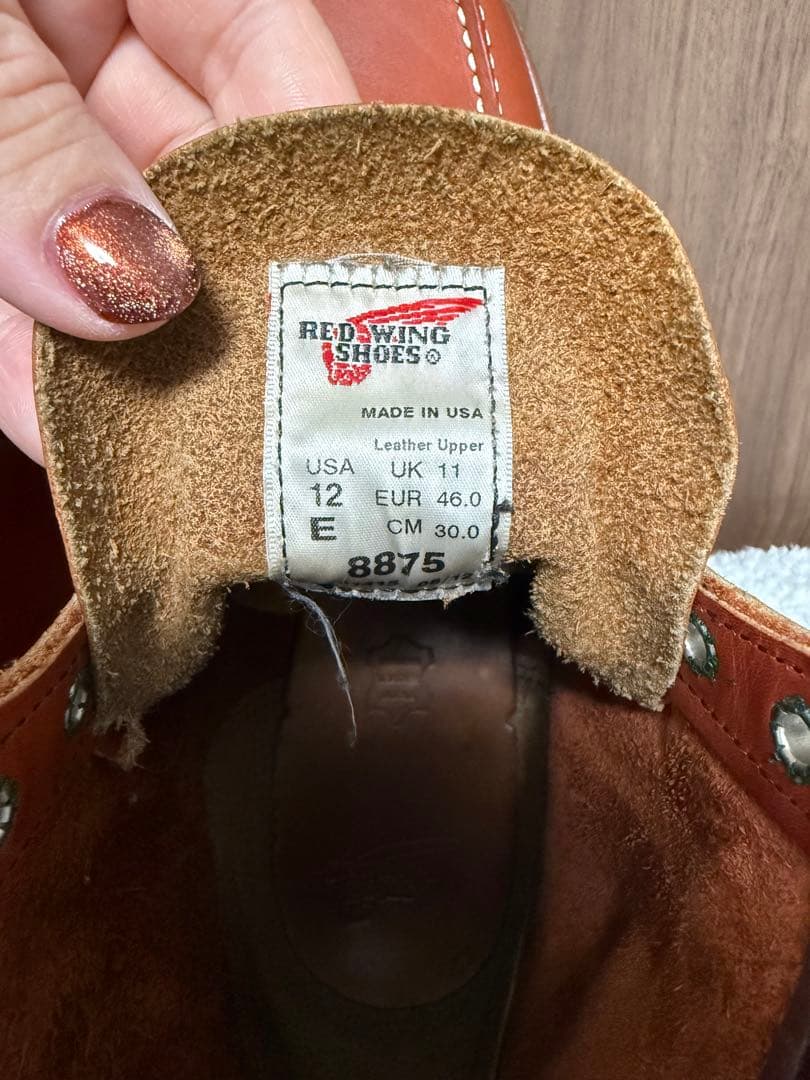 RED WING
SHOES®
MADE IN USA
Leather Upper
USA UK 11
12 EUR 46.0
E CM 30.0
8875